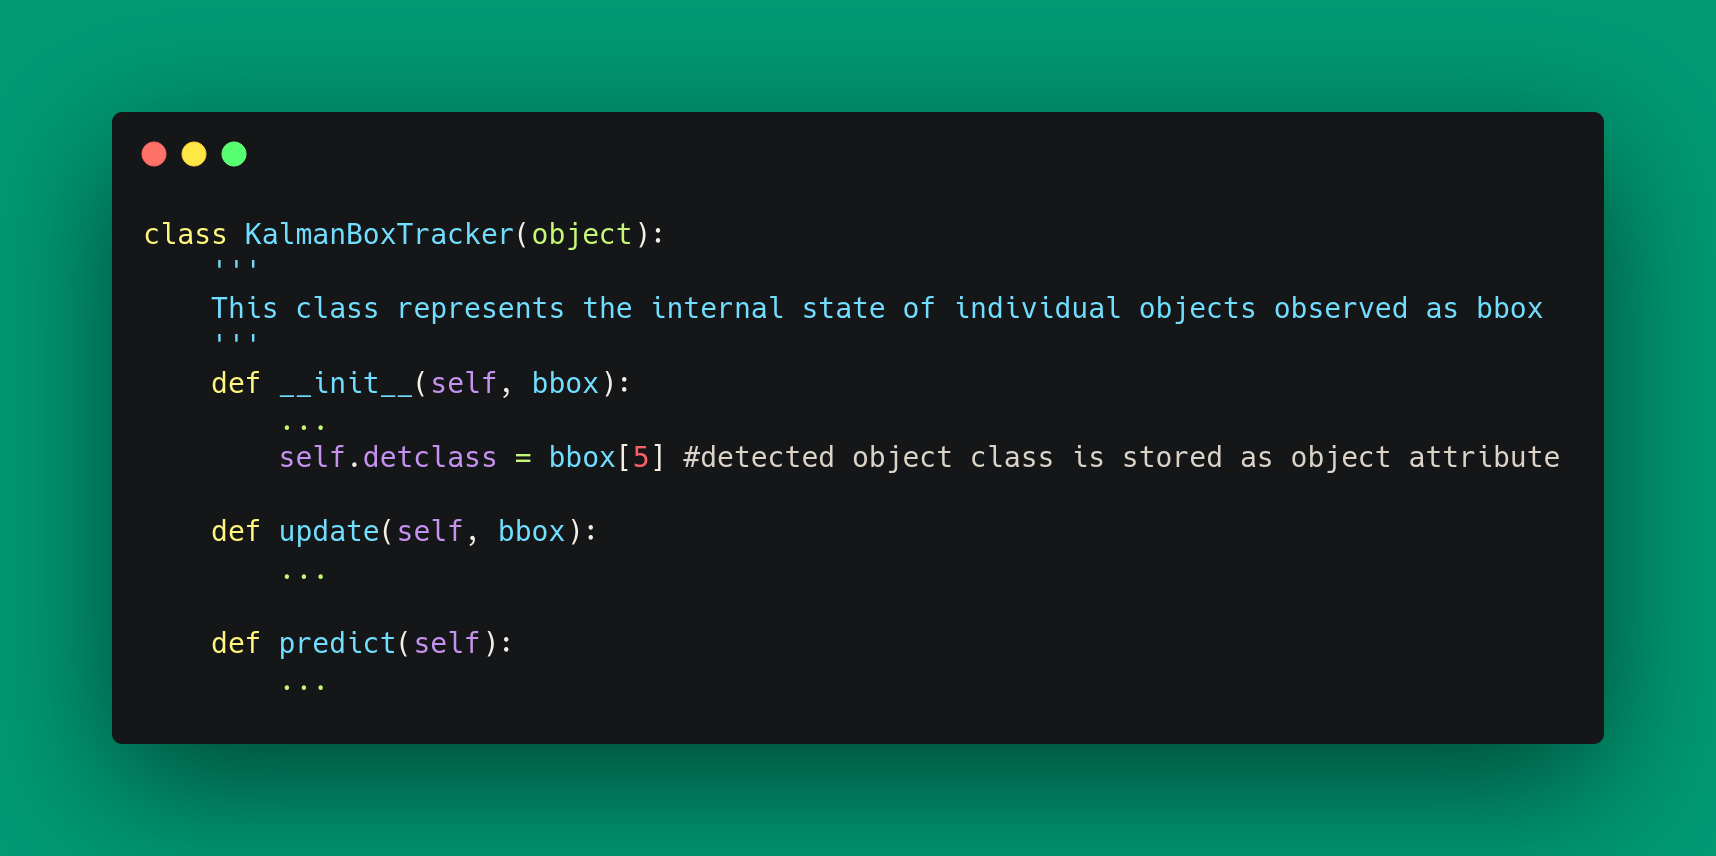 class KalmanBoxTracker(object):
    '''
    This class represents the internal state of individual objects observed as bbox
    '''
    def __init__(self, bbox):
        ...
        self.detclass = bbox[5] #detected object class is stored as object attribute

    def update(self, bbox):
        ...

    def predict(self):
        ...